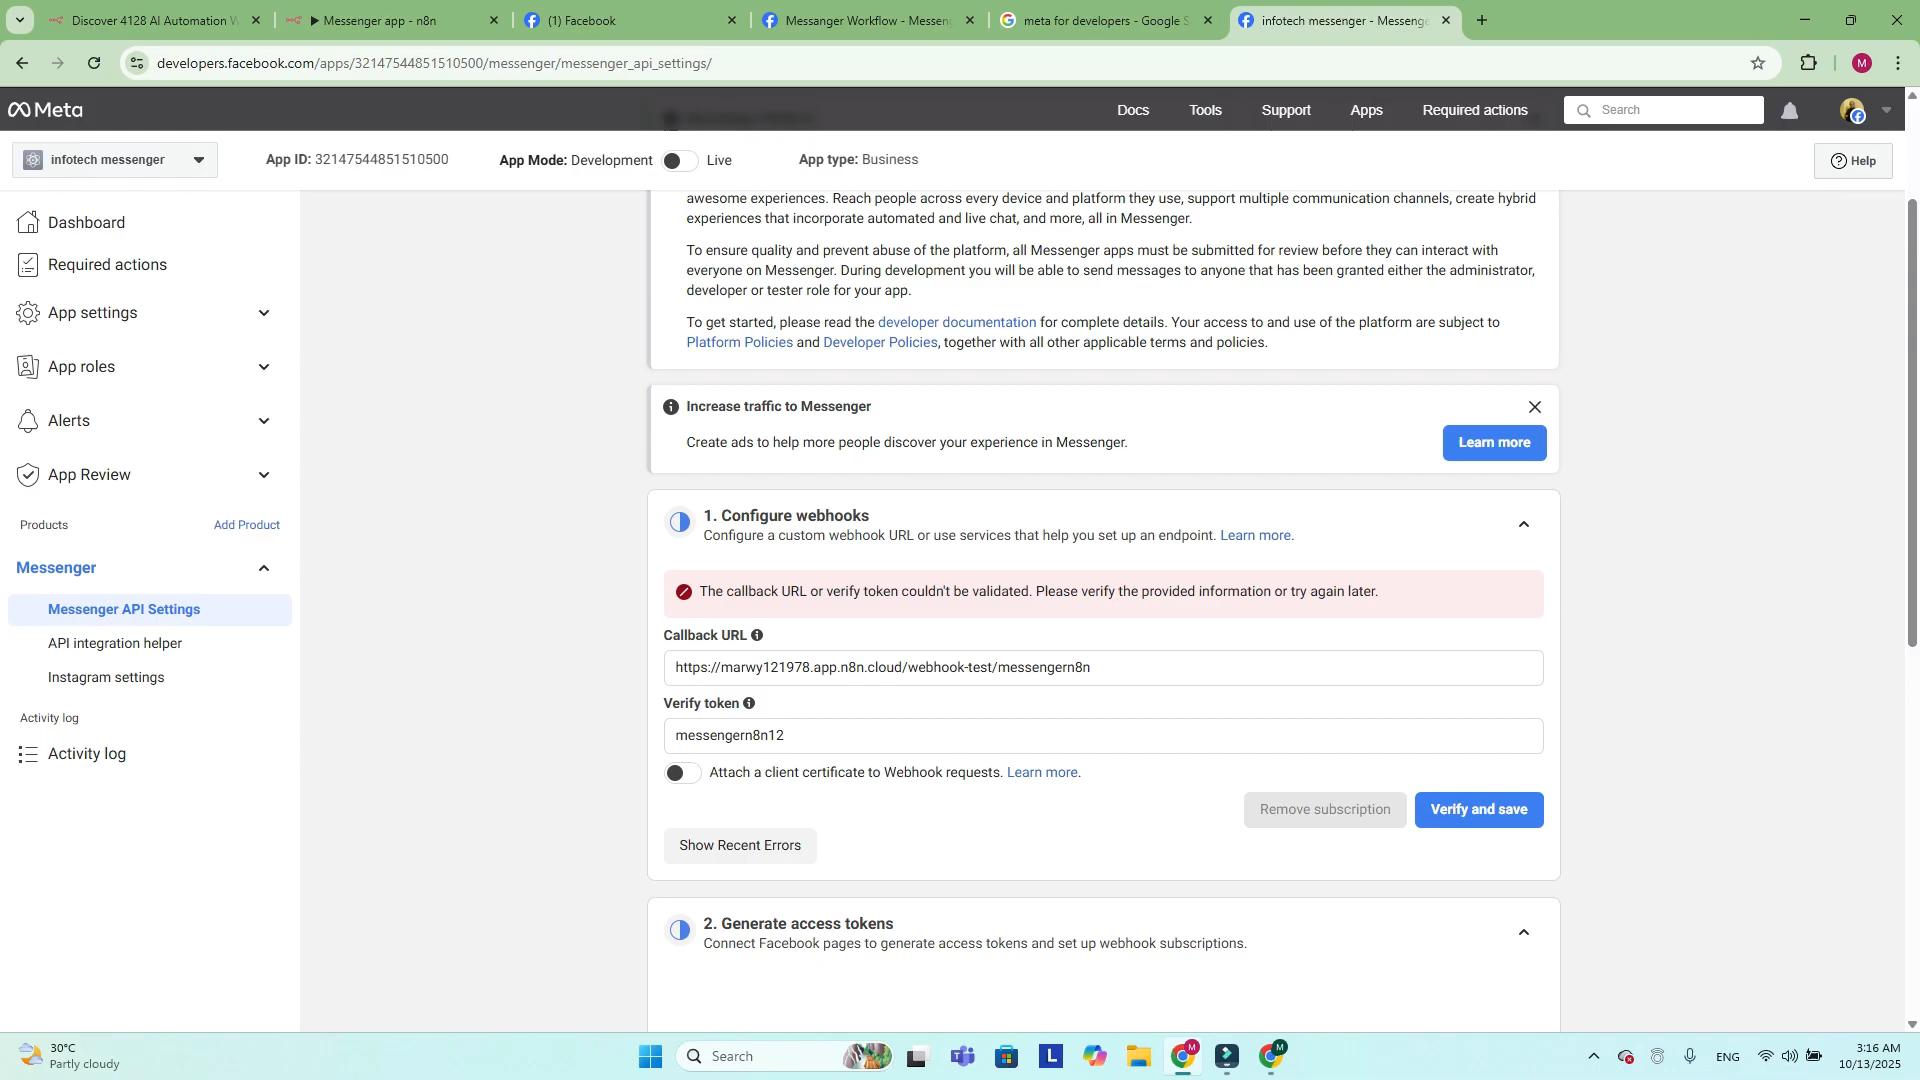 Discover 4128 AI Automation W
Messenger app - n8n
(1) Facebook
Messanger Workflow - Messen
meta for developers - Google S
infotech messenger - Messenge
developers.facebook.com/apps/32147544851510500/messenger/messenger_api_settings/
M
Meta
Docs
Tools
Support
Apps
Required actions
Search
infotech messenger
App ID: 32147544851510500
App Mode: Development
Live
App type: Business
Help
Dashboard
Required actions
App settings
App roles
Alerts
App Review
Products
Add Product
Messenger
Messenger API Settings
API integration helper
Instagram settings
Activity log
Activity log
awesome experiences. Reach people across every device and platform they use, support multiple communication channels, create hybrid
experiences that incorporate automated and live chat, and more, all in Messenger.
To ensure quality and prevent abuse of the platform, all Messenger apps must be submitted for review before they can interact with
everyone on Messenger. During development you will be able to send messages to anyone that has been granted either the administrator,
developer or tester role for your app.
To get started, please read the developer documentation for complete details. Your access to and use of the platform are subject to
Platform Policies and Developer Policies, together with all other applicable terms and policies.
Increase traffic to Messenger
Create ads to help more people discover your experience in Messenger.
Learn more
1. Configure webhooks
Configure a custom webhook URL or use services that help you set up an endpoint. Learn more.
The callback URL or verify token couldn't be validated. Please verify the provided information or try again later.
Callback URL
https://marwy121978.app.n8n.cloud/webhook-test/messengern8n
Verify token
messengern8n12
Attach a client certificate to Webhook requests. Learn more.
Remove subscription
Verify and save
Show Recent Errors
2. Generate access tokens
Connect Facebook pages to generate access tokens and set up webhook subscriptions.
30°C
Partly cloudy
Search
L
M
M
ENG
3:16 AM
10/13/2025